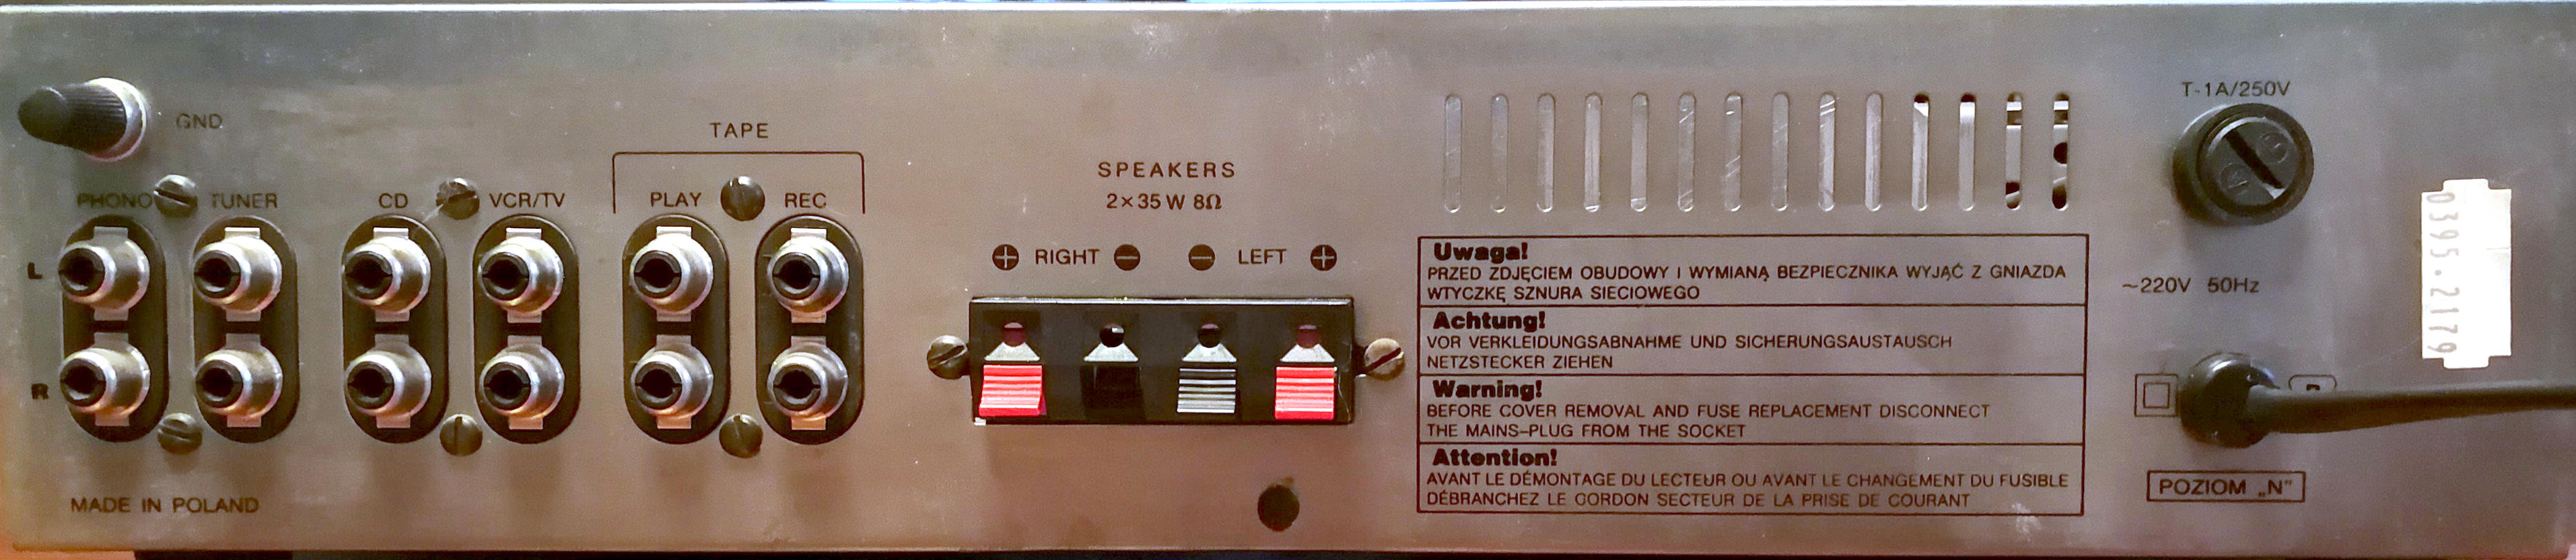 GND
PHONO TUNER
CD VCR/TV
TAPE
PLAY REC
L
R
MADE IN POLAND
SPEAKERS
2×35 W 8Ω
+ RIGHT − − LEFT +
Uwaga!
PRZED ZDJĘCIEM OBUDOWY I WYMIANĄ BEZPIECZNIKA WYJĄĆ Z GNIAZDA
WTYCZKĘ SZNURA SIECIOWEGO
Achtung!
VOR VERKLEIDUNGSABNAHME UND SICHERUNGSAUSTAUSCH
NETZSTECKER ZIEHEN
Warning!
BEFORE COVER REMOVAL AND FUSE REPLACEMENT DISCONNECT
THE MAINS–PLUG FROM THE SOCKET
Attention!
AVANT LE DÉMONTAGE DU LECTEUR OU AVANT LE CHANGEMENT DU FUSIBLE
DÉBRANCHEZ LE CORDON SECTEUR DE LA PRISE DE COURANT
T-1A/250V
~220V 50Hz
POZIOM „N"
0395.2179